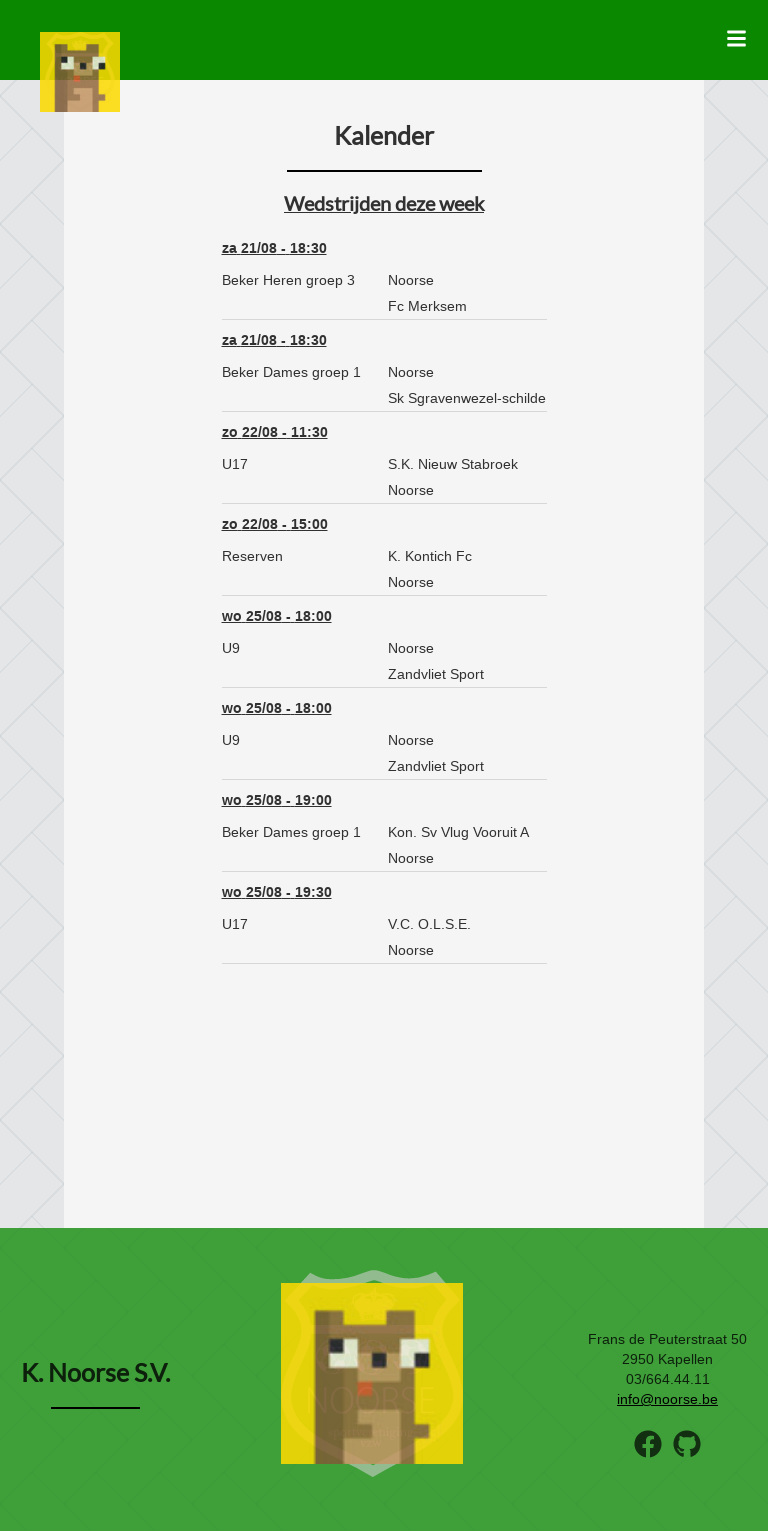 Kalender
Wedstrijden deze week
za 21/08 - 18:30
Beker Heren groep 3 Noorse
Fc Merksem
za 21/08 - 18:30
Beker Dames groep 1 Noorse
Sk Sgravenwezel-schilde
zo 22/08 - 11:30
U17 S.K. Nieuw Stabroek
Noorse
zo 22/08 - 15:00
Reserven K. Kontich Fc
Noorse
wo 25/08 - 18:00
U9 Noorse
Zandvliet Sport
wo 25/08 - 18:00
U9 Noorse
Zandvliet Sport
wo 25/08 - 19:00
Beker Dames groep 1 Kon. Sv Vlug Vooruit A
Noorse
wo 25/08 - 19:30
U17 V.C. O.L.S.E.
Noorse
K. Noorse S.V.
NOORSE
Frans de Peuterstraat 50
2950 Kapellen
03/664.44.11
info@noorse.be